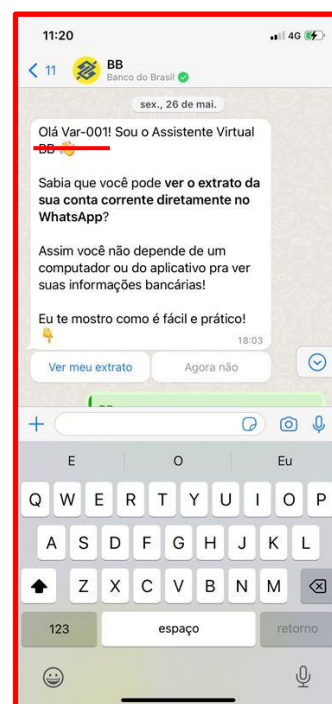 11:20
4G
11
BB
Banco do Brasil
sex., 26 de mai.
Olá Var-001! Sou o Assistente Virtual
BB 👋
Sabia que você pode ver o extrato da
sua conta corrente diretamente no
WhatsApp?
Assim você não depende de um
computador ou do aplicativo pra ver
suas informações bancárias!
Eu te mostro como é fácil e prático!
👇
18:03
Ver meu extrato
Agora não
E O Eu
Q W E R T Y U I O P
A S D F G H J K L
Z X C V B N M
123 espaço retorno